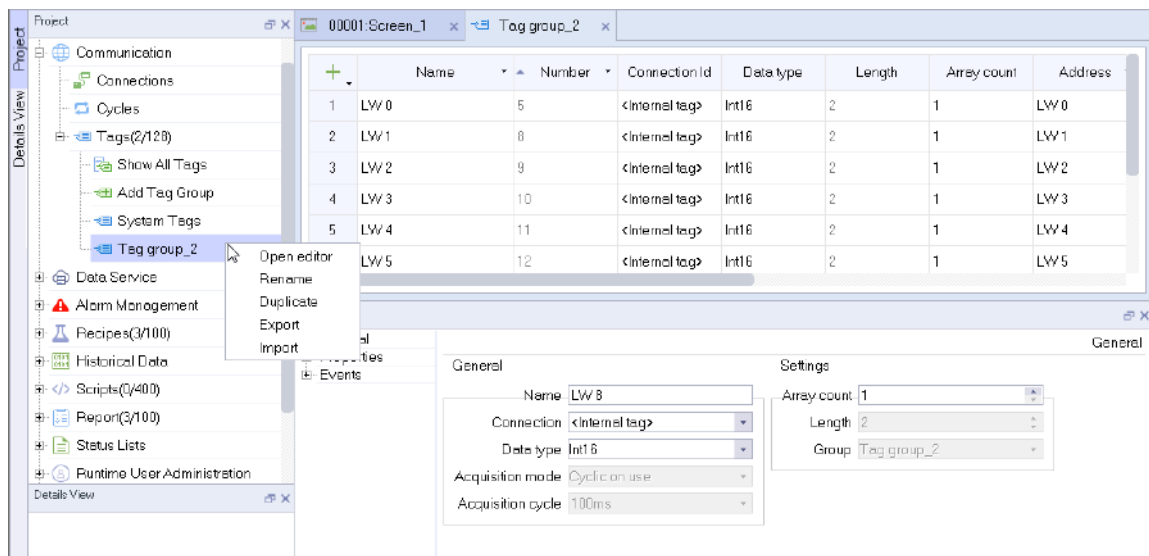 Project
Project
Details View
Communication
Connections
Cycles
Tags(2/128)
Show All Tags
Add Tag Group
System Tags
Tag group_2
Data Service
Alarm Management
Recipes(3/100)
Historical Data
Scripts(0/400)
Report(3/100)
Status Lists
Runtime User Administration
Details View
Open editor
Rename
Duplicate
Export
Import
00001:Screen_1
Tag group_2
Name Number Connection Id Data type Length Array count Address
1 LW 0 5 <Internal tag> Int16 2 1 LW 0
2 LW 1 8 <Internal tag> Int16 2 1 LW 1
3 LW 2 9 <Internal tag> Int16 2 1 LW 2
4 LW 3 10 <Internal tag> Int16 2 1 LW 3
5 LW 4 11 <Internal tag> Int16 2 1 LW 4
LW 5 12 <Internal tag> Int16 2 1 LW 5
Events
General
General
Name LW 8
Connection <Internal tag>
Data type Int16
Acquisition mode Cyclic on use
Acquisition cycle 100ms
Settings
Array count 1
Length 2
Group Tag group_2